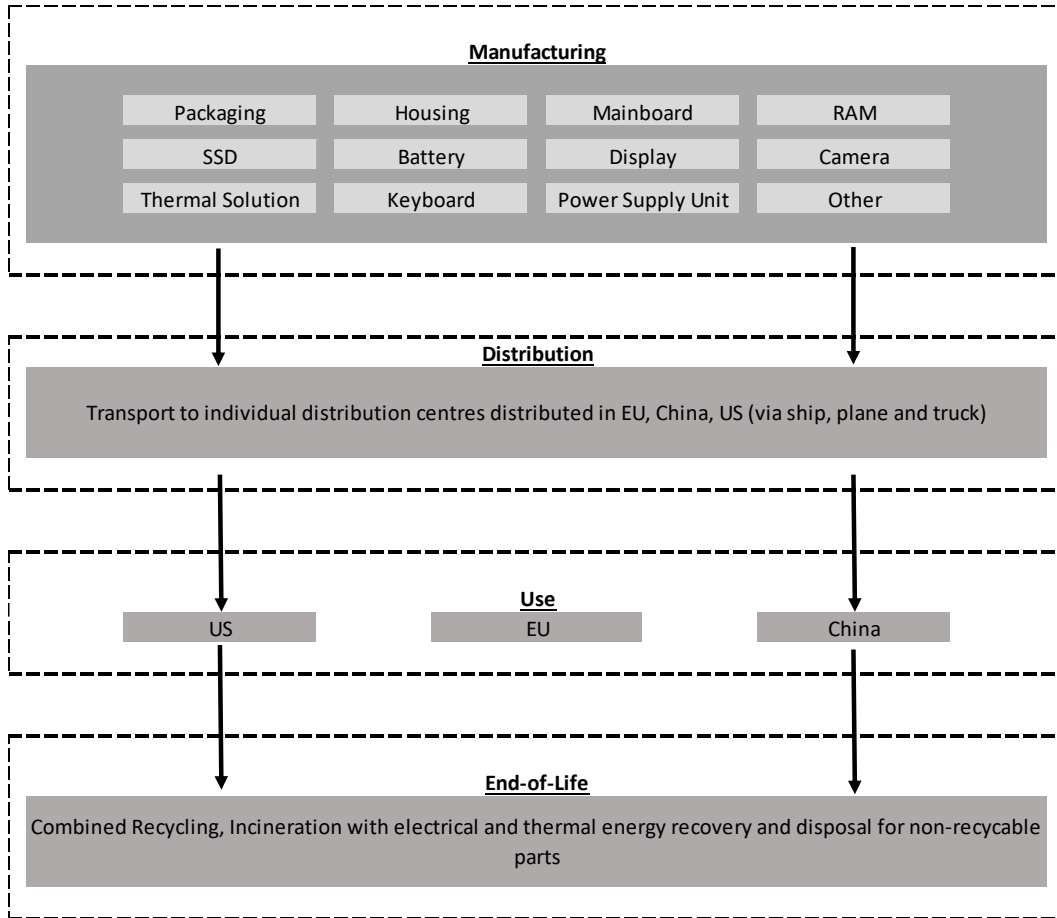 Manufacturing
Packaging Housing Mainboard RAM
SSD Battery Display Camera
Thermal Solution Keyboard Power Supply Unit Other
Distribution
Transport to individual distribution centres distributed in EU, China, US (via ship, plane and truck)
Use
US EU China
End-of-Life
Combined Recycling, Incineration with electrical and thermal energy recovery and disposal for non-recycable
parts